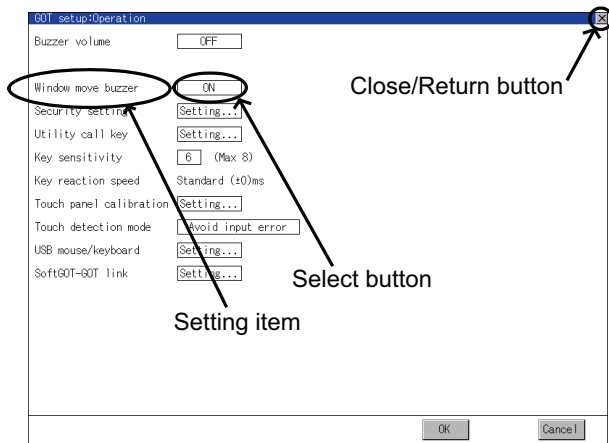 GOT setup:Operation ×
Buzzer volume OFF
Window move buzzer ON
Close/Return button
Security setting Setting...
Utility call key Setting...
Key sensitivity 6 (Max 8)
Key reaction speed Standard (±0)ms
Touch panel calibration Setting...
Touch detection mode Avoid input error
USB mouse/keyboard Setting...
SoftGOT-GOT link Setting...
Select button
Setting item
OK Cancel